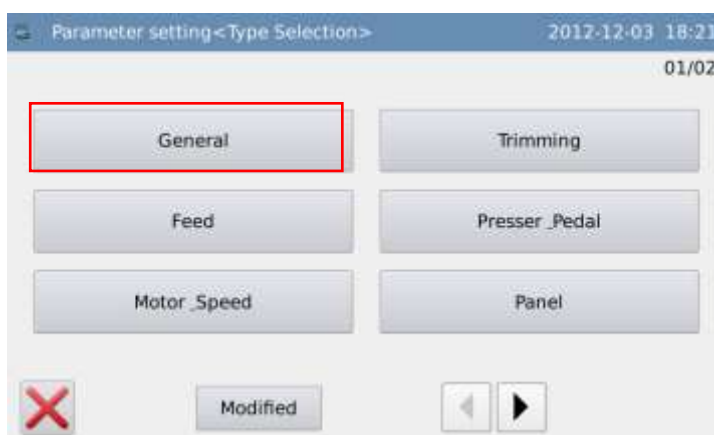 Parameter setting<Type Selection> 2012-12-03 18:21
01/02
General Trimming
Feed Presser_Pedal
Motor_Speed Panel
Modified